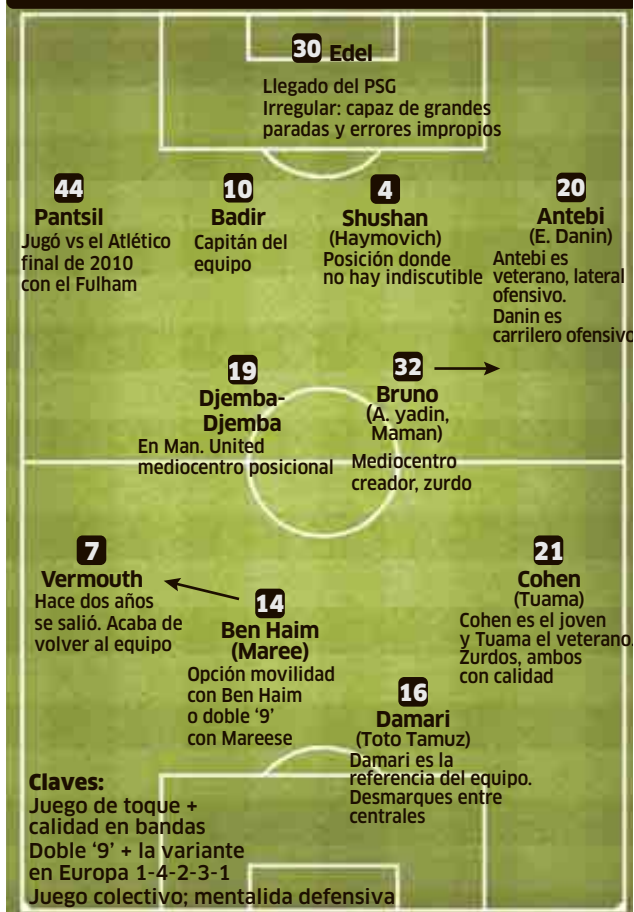 30 Edel
Llegado del PSG
Irregular: capaz de grandes
paradas y errores impropios
44
Pantsil
Jugó vs el Atlético
final de 2010
con el Fulham
10
Badir
Capitán del
equipo
4
Shushan
(Haymovich)
Posición donde
no hay indiscutible
20
Antebi
(E. Danin)
Antebi es
veterano, lateral
ofensivo.
Danin es
carrilero ofensivo
19
Djemba-
Djemba
En Man. United
mediocentro posicional
32
Bruno
(A. yadin,
Maman)
Mediocentro
creador, zurdo
7
Vermouth
Hace dos años
se salió. Acaba de
volver al equipo
14
Ben Haim
(Maree)
Opción movilidad
con Ben Haim
o doble ‘9’
con Mareese
21
Cohen
(Tuama)
Cohen es el joven
y Tuama el veterano.
Zurdos, ambos
con calidad
16
Damari
(Toto Tamuz)
Damari es la
referencia del equipo.
Desmarques entre
centrales
Claves:
Juego de toque +
calidad en bandas
Doble ‘9’ + la variante
en Europa 1-4-2-3-1
Juego colectivo; mentalida defensiva